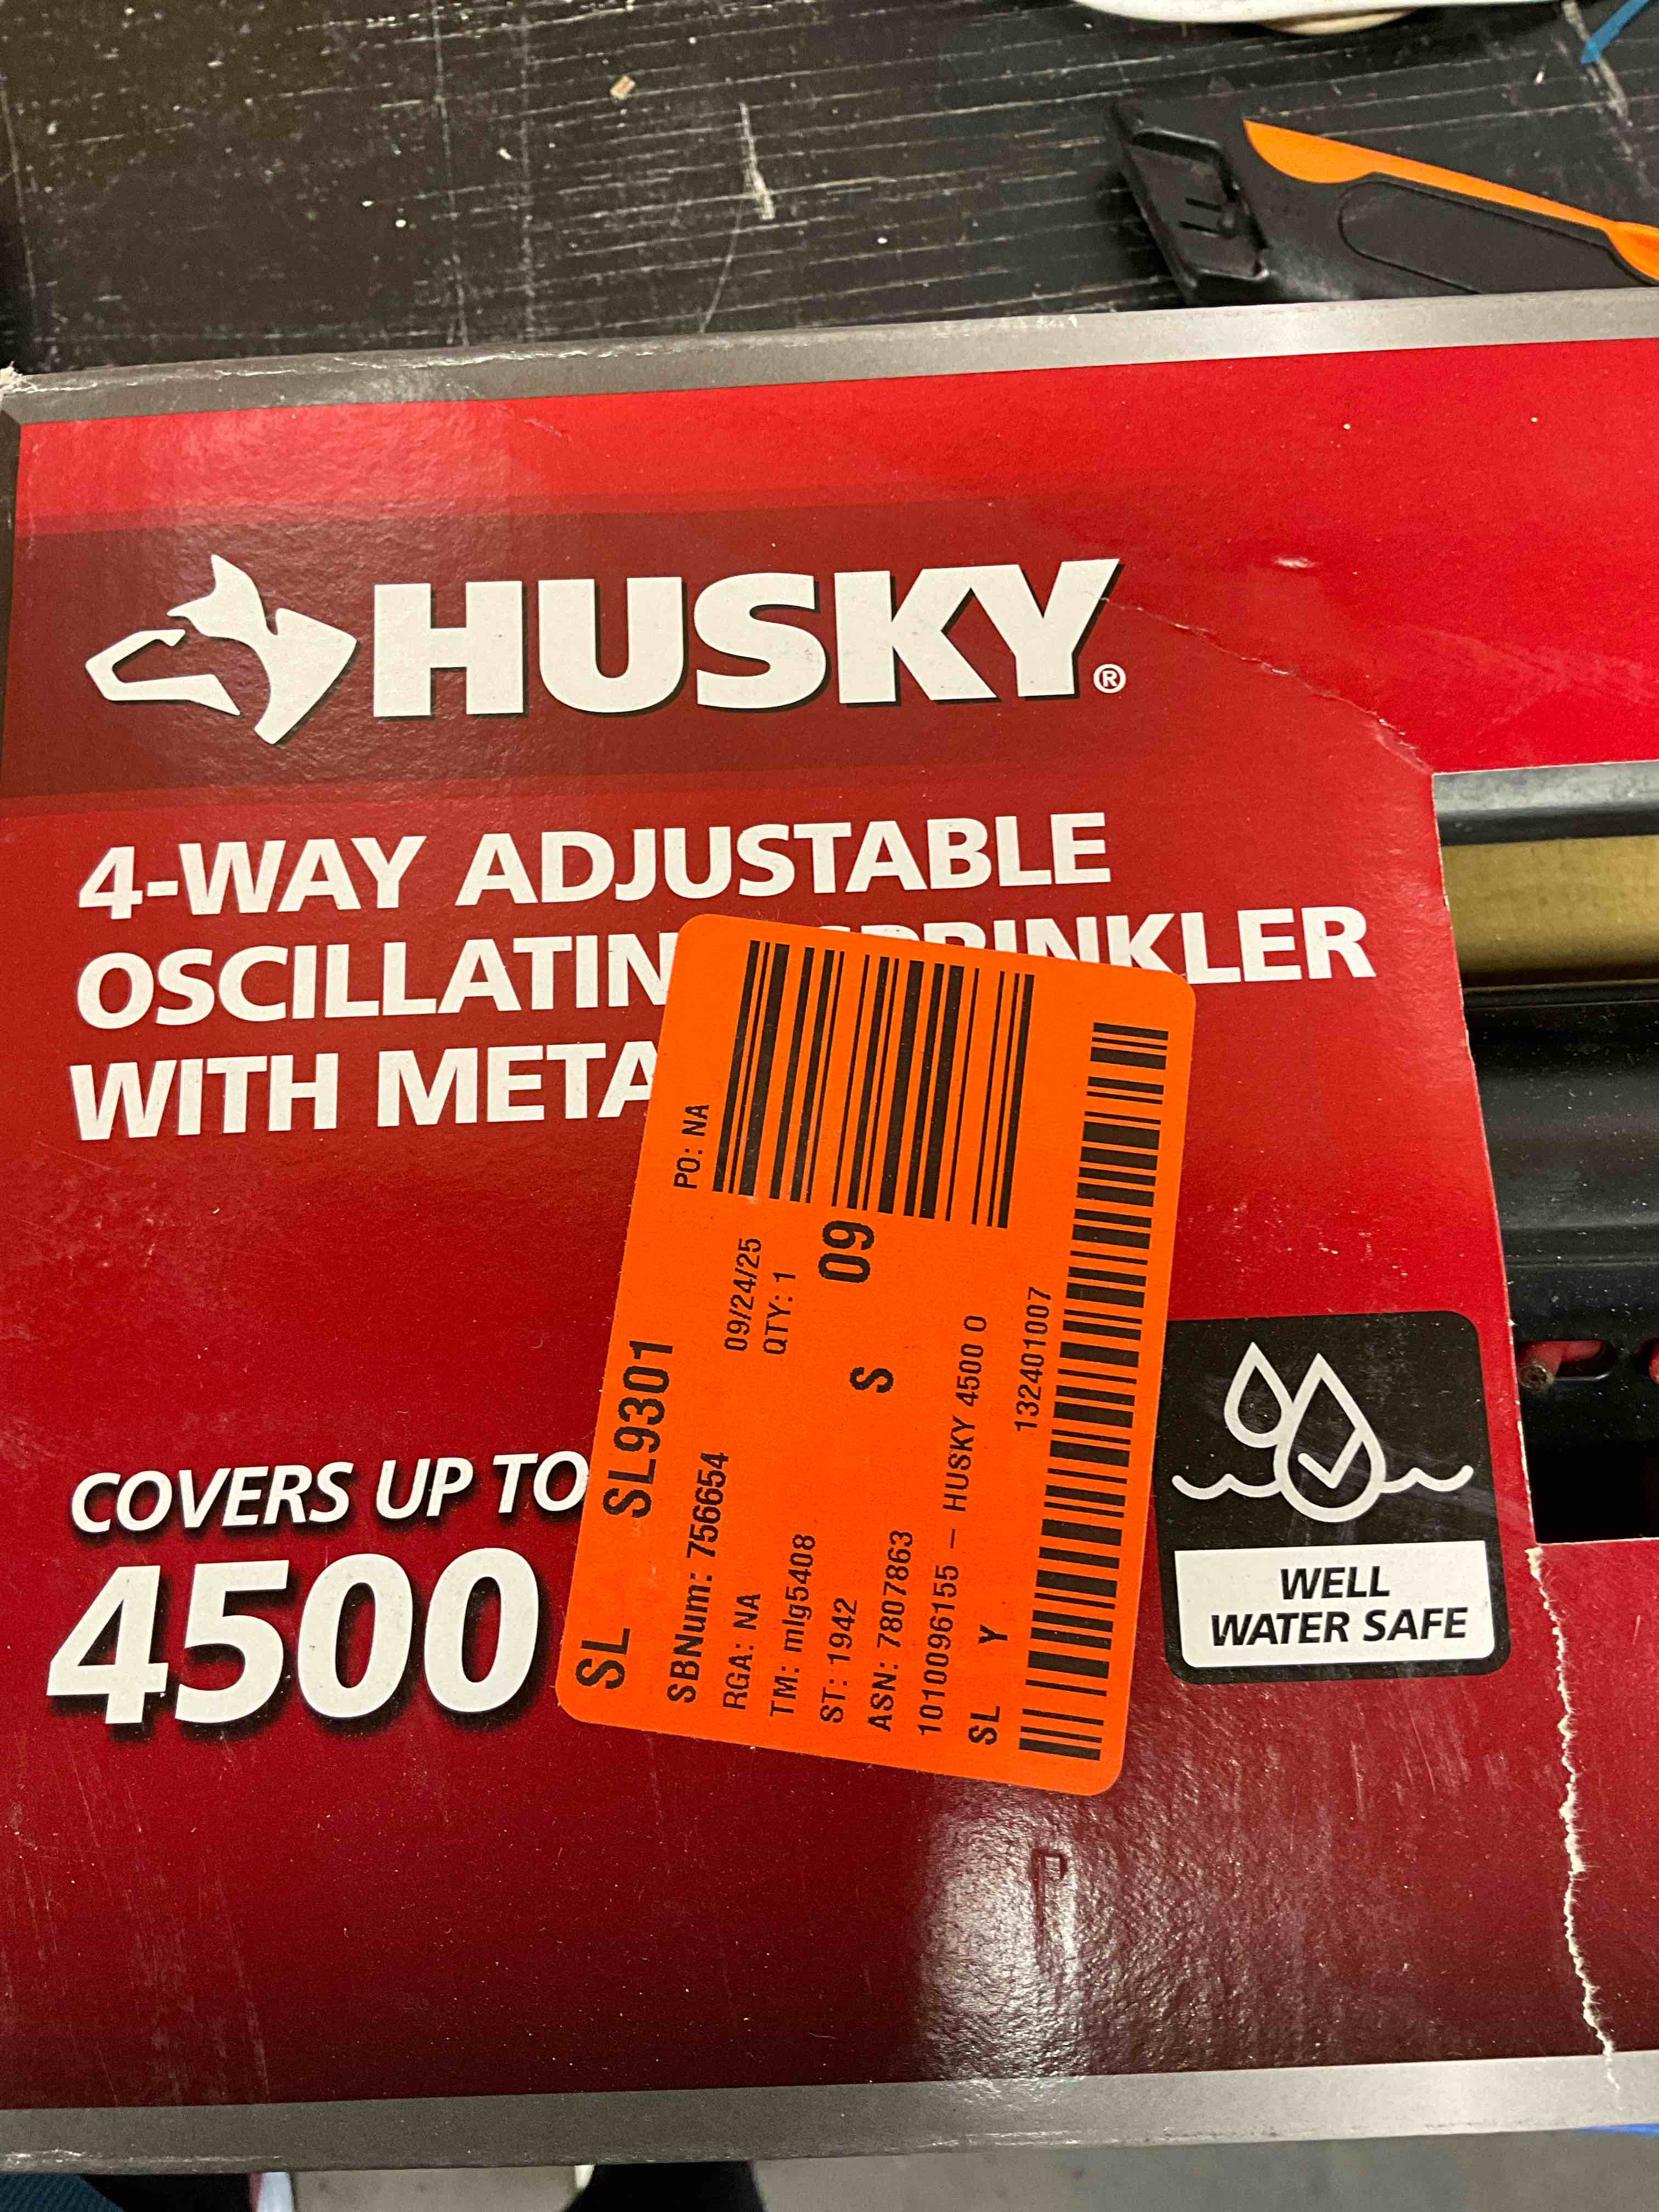 HUSKY®
4-WAY ADJUSTABLE
OSCILLATIN SPRINKLER
WITH META
COVERS UP TO
4500
SL SL9301
SBNum: 756654
RGA: NA
09/24/25
PO: NA
TM: mlg5408
QTY: 1
ST: 1942
S 09
ASN: 7807863
1010096155 – HUSKY 4500 O
SL Y
13241007
WELL
WATER SAFE